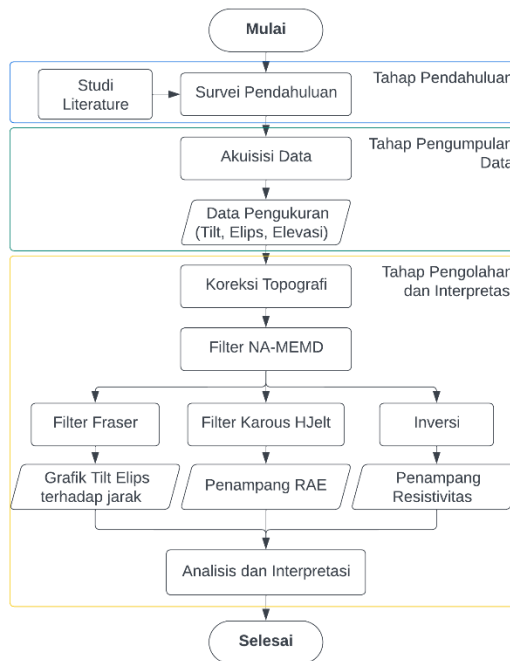 Mulai
Tahap Pendahuluan
Studi
Literature
Survei Pendahuluan
Tahap Pengumpulan
Data
Akuisisi Data
Data Pengukuran
(Tilt, Elips, Elevasi)
Tahap Pengolahan
dan Interpretasi
Koreksi Topografi
Filter NA-MEMD
Filter Fraser
Filter Karous HJelt
Inversi
Grafik Tilt Elips
terhadap jarak
Penampang RAE
Penampang
Resistivitas
Analisis dan Interpretasi
Selesai